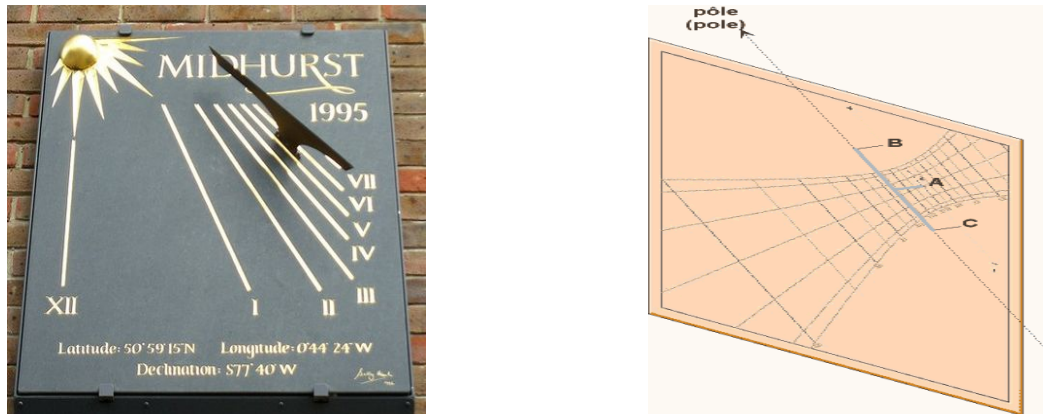 MIDHURST
1995
VII
VI
V
IV
XII
I
II
III
Latitude: 50°59'15"N Longitude: 0°44'24"W
Declination: S77°40'W
pôle
(pole)
B
A
C